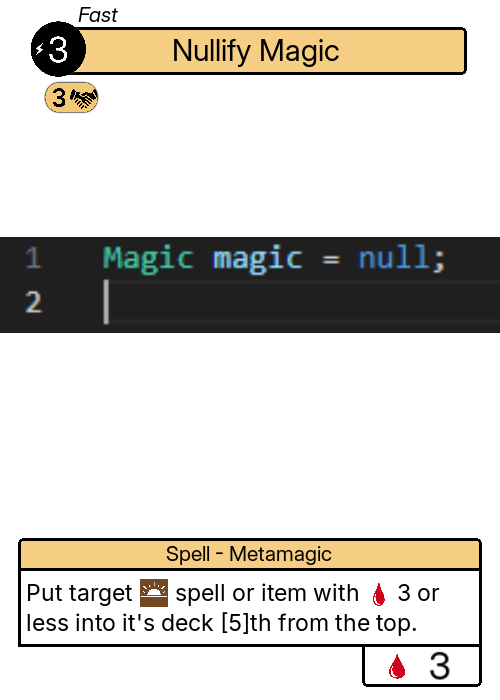 Fast
3
Nullify Magic
3
1 Magic magic = null;
2
Spell - Metamagic
Put target spell or item with 3 or
less into it's deck [5]th from the top.
3